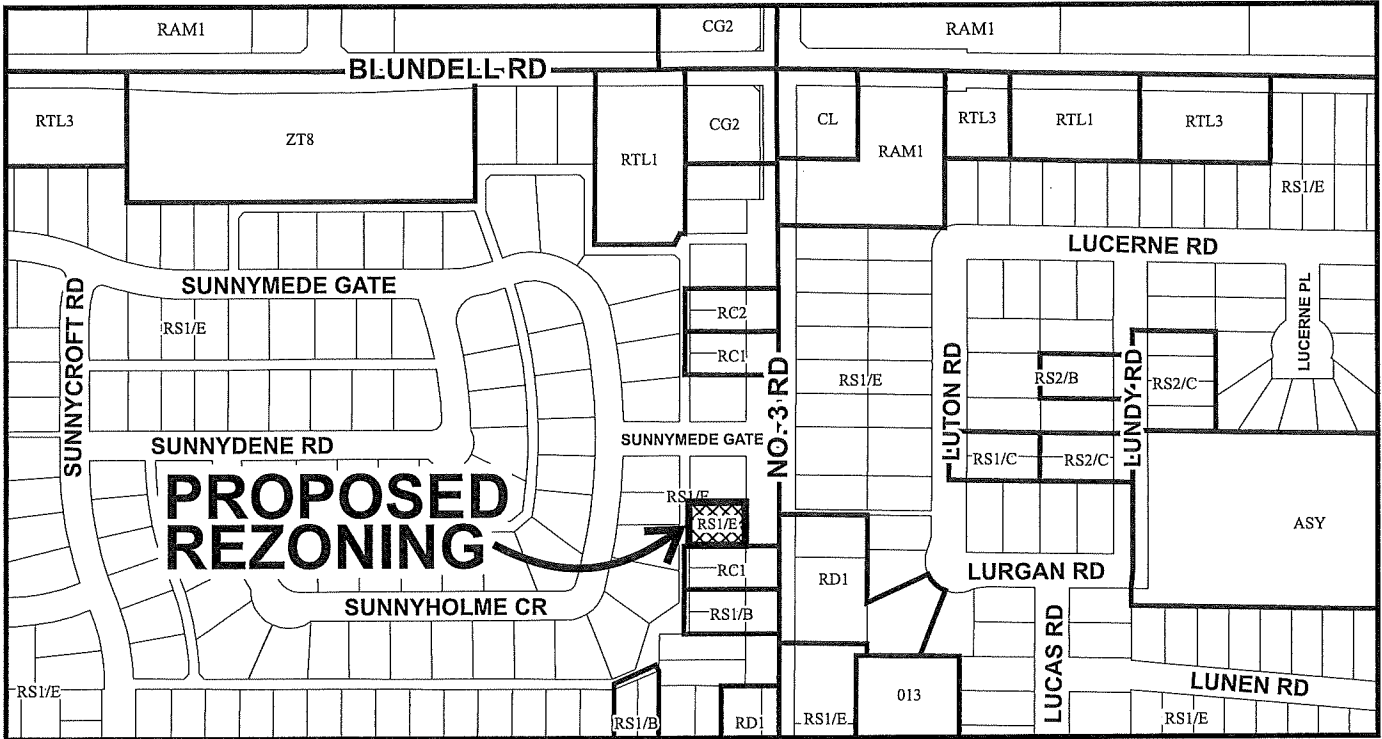 RAM1
CG2
RAM1
BLUNDELL RD
RTL3
ZT8
RTL1
CG2
CL
RAM1
RTL3
RTL1
RTL3
RS1/E
LUCERNE RD
SUNNYMEDE GATE
SUNNYCROFT RD
RS1/E
RC2
RC1
NO. 3 RD
RS1/E
LUTON RD
RS2/B
LUNDY RD
RS2/C
LUCERNE PL
SUNNYDENE RD
SUNNYMEDE GATE
RS1/C
RS2/C
PROPOSED
REZONING
RS1/E
RS1/E
ASY
RC1
RD1
LURGAN RD
SUNNYHOLME CR
RS1/B
LUCAS RD
LUNEN RD
RS1/E
RS1/B
RD1
RS1/E
013
RS1/E